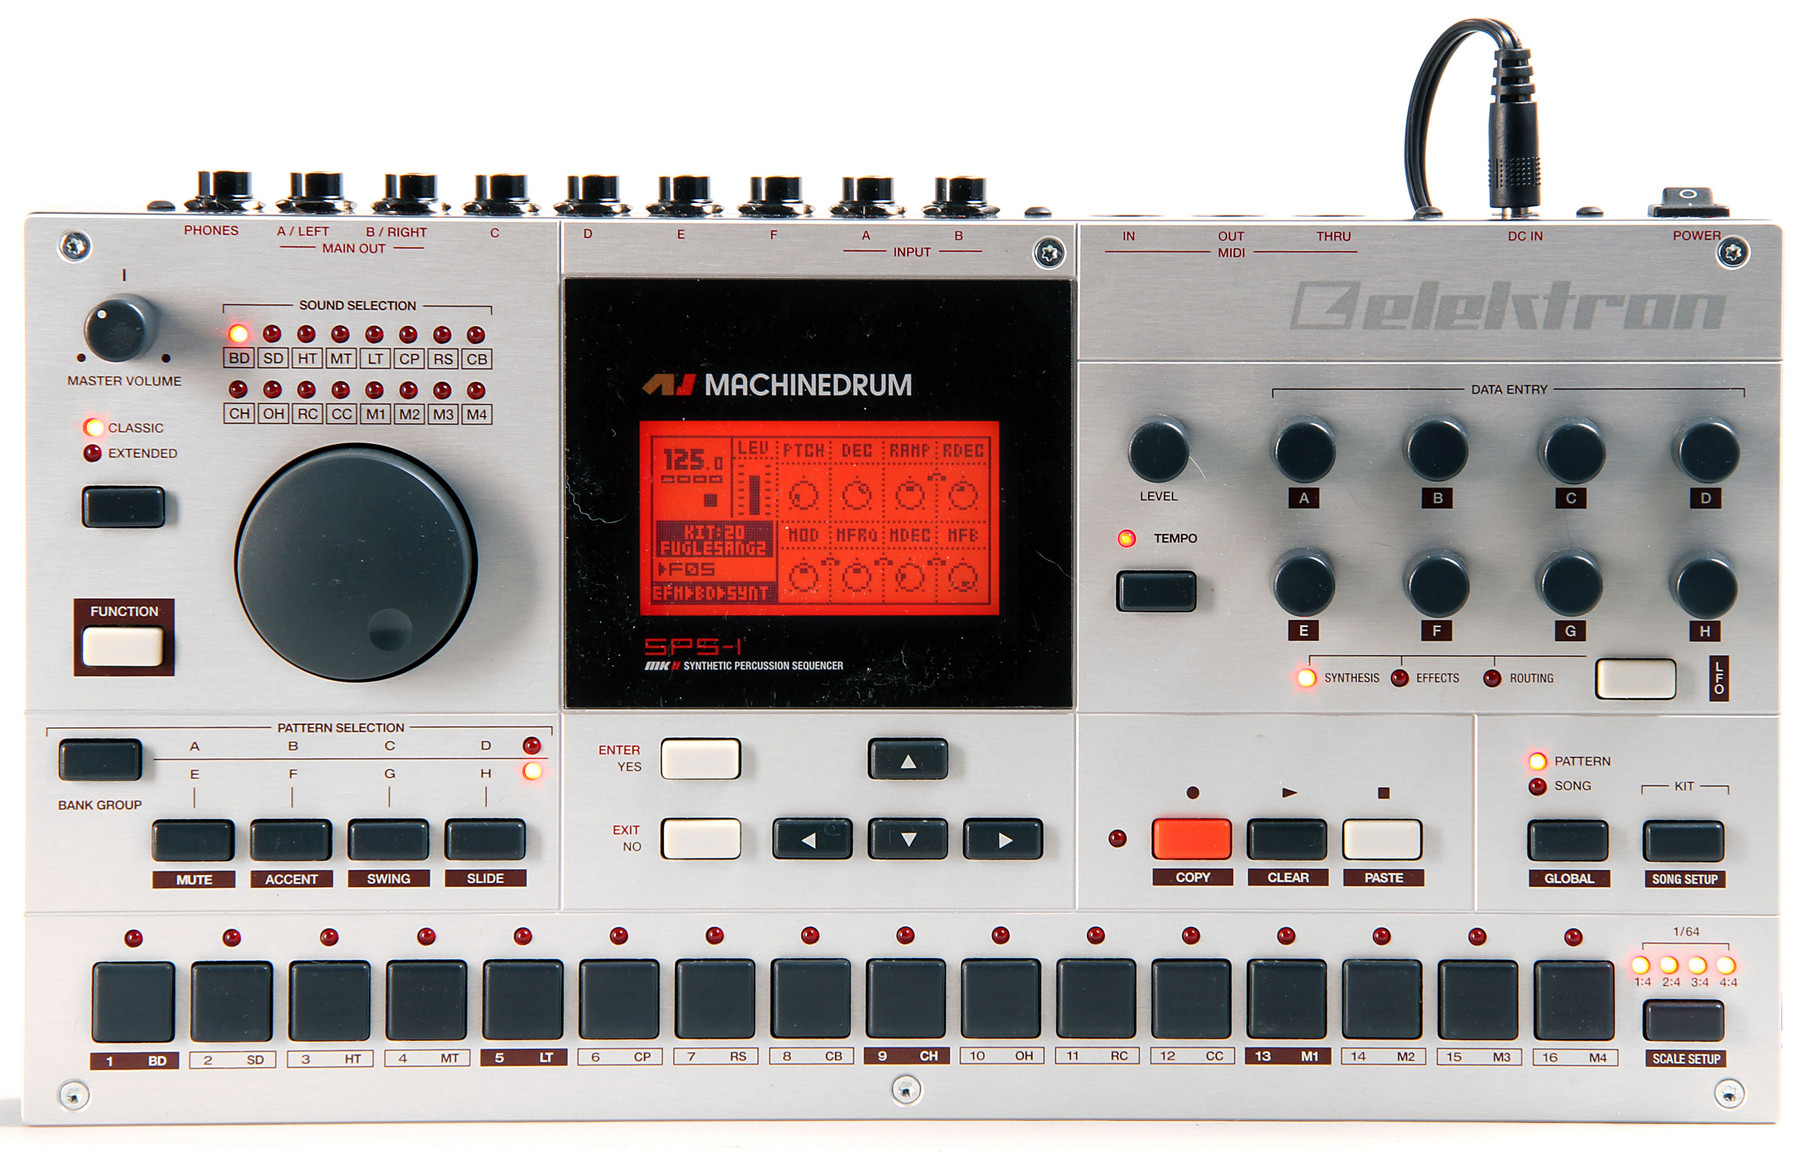 PHONES A / LEFT B / RIGHT C D E F A B IN OUT THRU DC IN POWER
MAIN OUT INPUT MIDI
elektron
I
MASTER VOLUME
SOUND SELECTION
BD SD HT MT LT CP RS CB
CH OH RC CC M1 M2 M3 M4
CLASSIC
EXTENDED
FUNCTION
MACHINEDRUM
125.0 LEV PTCH DEC RAMP RDEC
KIT:20 MOD MFRQ MDEC MFB
FUGLESANGZ
F05
EFM BD SYNT
SPS-1
MKII SYNTHETIC PERCUSSION SEQUENCER
DATA ENTRY
LEVEL A B C D
TEMPO
E F G H
SYNTHESIS EFFECTS ROUTING LFO
PATTERN SELECTION
A B C D
E F G H
BANK GROUP
MUTE ACCENT SWING SLIDE
ENTER
YES
EXIT
NO
COPY CLEAR PASTE
PATTERN
SONG
KIT
GLOBAL SONG SETUP
1/64
1:4 2:4 3:4 4:4
1 BD 2 SD 3 HT 4 MT 5 LT 6 CP 7 RS 8 CB 9 CH 10 OH 11 RC 12 CC 13 M1 14 M2 15 M3 16 M4 SCALE SETUP